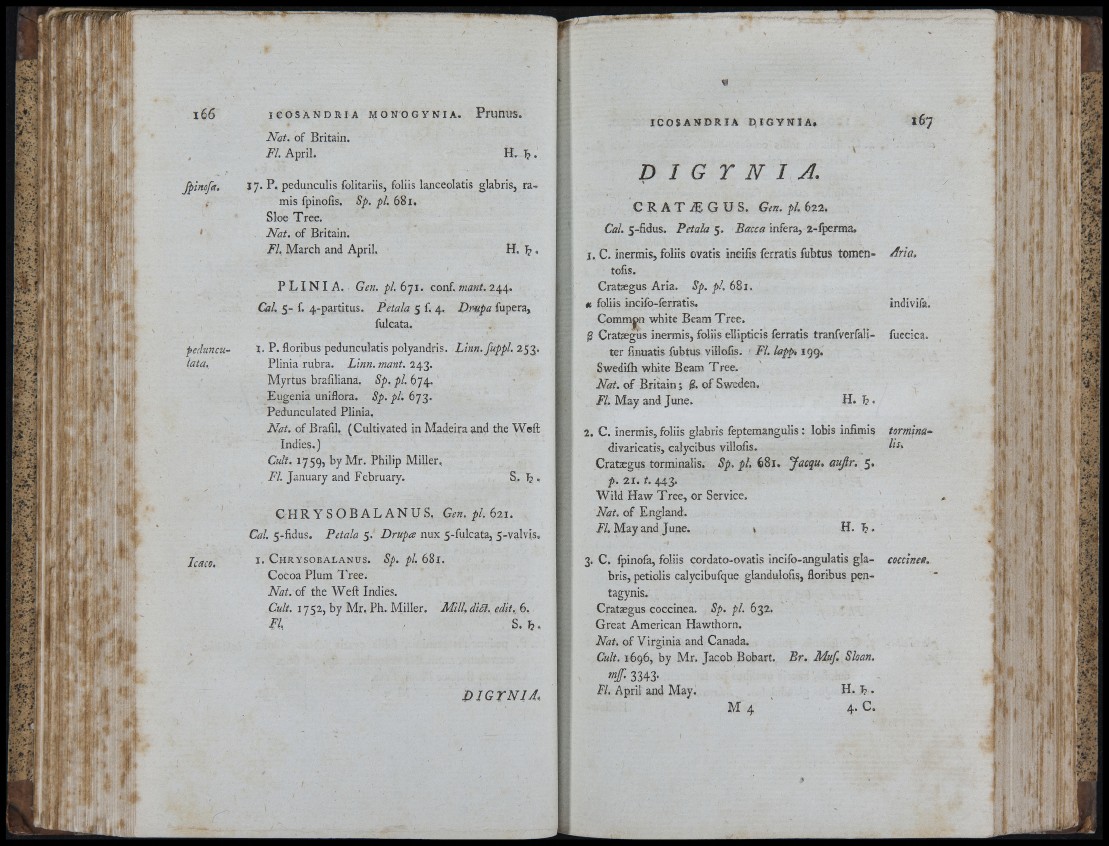 166 ICOSANDRIA MONOGYNIA. Prunus.
Nat. of Britain.
Fl. April. H. ♄.
ſpinoſa. 17. P. pedunculis ſolitariis, foliis lanceolatis glabris, ra-
mis ſpinoſis. Sp. pl. 681.
Sloe Tree.
Nat. of Britain.
Fl. March and April. H. ♄.
PLINIA. Gen. pl. 671. conf. mant. 244.
Cal. 5- ſ. 4-partitus. Petala 5 ſ. 4. Drupa ſupera,
ſulcata.
peduncu- 1. P. floribus pedunculatis polyandris. Linn. ſuppl. 253.
lata. Plinia rubra. Linn. mant. 243.
Myrtus braſiliana. Sp. pl. 674.
Eugenia uniflora. Sp. pl. 673.
Pedunculated Plinia.
Nat. of Braſil. (Cultivated in Madeira and the Weſt
Indies.)
Cult. 1759, by Mr. Philip Miller.
Fl. January and February. S. ♄.
CHRYSOBALANUS. Gen. pl. 621.
Cal. 5-fidus. Petala 5. Drupæ nux 5-ſulcata, 5-valvis.
Icaco. 1. CHRYSOBALANUS. Sp. pl. 681.
Cocoa Plum Tree.
Nat. of the Weſt Indies.
Cult. 1752, by Mr. Ph. Miller. Mill. dict. edit. 6.
Fl. S. ♄.
DIGYNIA.
ICOSANDRIA DIGYNIA. 167
DIGYNIA.
CRATÆGUS. Gen. pl. 622.
Cal. 5-fidus. Petala 5. Bacca infera, 2-ſperma.
1. C. inermis, foliis ovatis inciſis ſerratis ſubtus tomen- Aria.
toſis.
Cratægus Aria. Sp. pl. 681.
α foliis inciſo-ſerratis. indiviſa.
Common white Beam Tree.
β Cratægus inermis, foliis ellipticis ſerratis tranſverſali- ſuecica.
ter ſinuatis ſubtus villoſis. Fl. lapp. 199.
Swediſh white Beam Tree.
Nat. of Britain; β. of Sweden.
Fl. May and June. H. ♄.
2. C. inermis, foliis glabris ſeptemangulis: lobis infimis tormina-
divaricatis, calycibus villoſis. lis.
Cratægus torminalis. Sp. pl. 681. Jacqu. auſtr. 5.
p. 21. t. 443.
Wild Haw Tree, or Service.
Nat. of England.
Fl. May and June. H. ♄.
3. C. ſpinoſa, foliis cordato-ovatis inciſo-angulatis gla- coccinea.
bris, petiolis calycibuſque glanduloſis, floribus pen-
tagynis.
Cratægus coccinea. Sp. pl. 632.
Great American Hawthorn.
Nat. of Virginia and Canada.
Cult. 1696, by Mr. Jacob Bobart. Br. Muſ. Sloan.
mſſ. 3343.
Fl. April and May. H. ♄.
M 4 4. C.